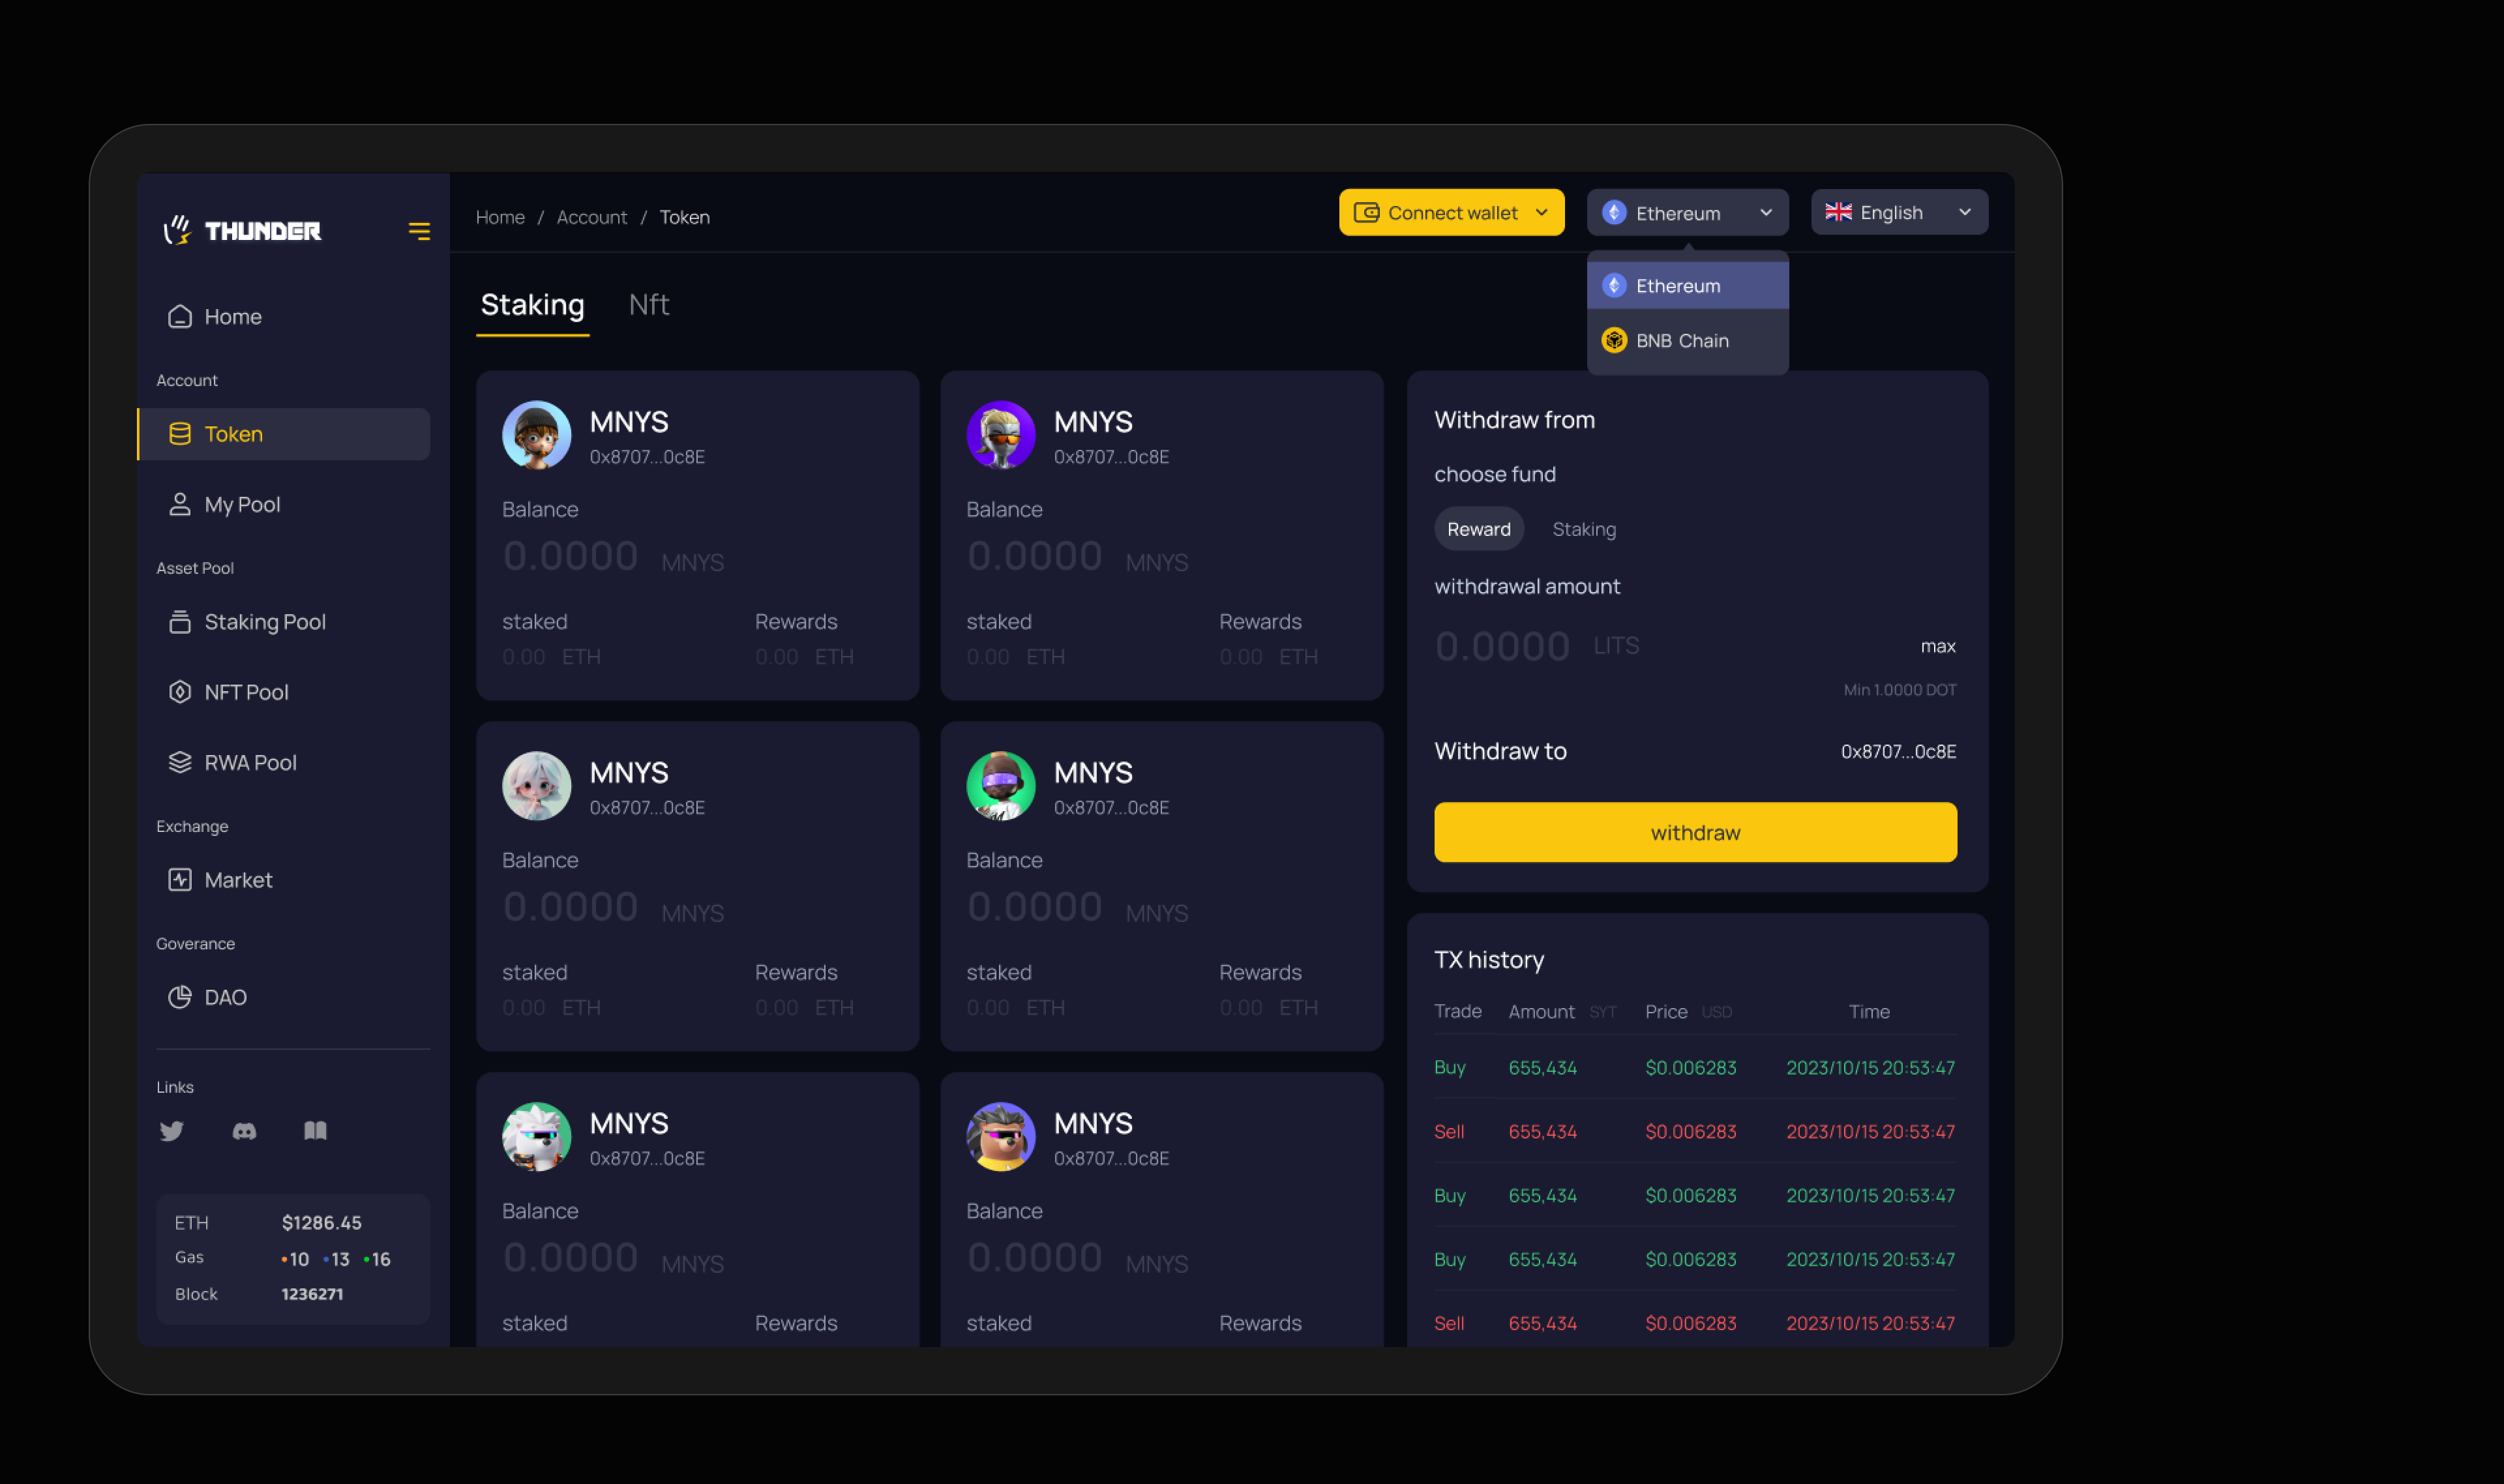 THUNDER
Home
Account
Token
My Pool
Asset Pool
Staking Pool
NFT Pool
RWA Pool
Exchange
Market
Goverance
DAO
Links
ETH $1286.45
Gas 10 13 16
Block 1236271
Home / Account / Token
Connect wallet
Ethereum
English
Ethereum
BNB Chain
Staking Nft
MNYS
0x8707...0c8E
Balance
0.0000 MNYS
staked Rewards
0.00 ETH 0.00 ETH
MNYS
0x8707...0c8E
Balance
0.0000 MNYS
staked Rewards
0.00 ETH 0.00 ETH
MNYS
0x8707...0c8E
Balance
0.0000 MNYS
staked Rewards
0.00 ETH 0.00 ETH
MNYS
0x8707...0c8E
Balance
0.0000 MNYS
staked Rewards
0.00 ETH 0.00 ETH
MNYS
0x8707...0c8E
Balance
0.0000 MNYS
staked Rewards
MNYS
0x8707...0c8E
Balance
0.0000 MNYS
staked Rewards
Withdraw from
choose fund
Reward Staking
withdrawal amount
0.0000 LITS max
Min 1.0000 DOT
Withdraw to 0x8707...0c8E
withdraw
TX history
Trade Amount SYT Price USD Time
Buy 655,434 $0.006283 2023/10/15 20:53:47
Sell 655,434 $0.006283 2023/10/15 20:53:47
Buy 655,434 $0.006283 2023/10/15 20:53:47
Buy 655,434 $0.006283 2023/10/15 20:53:47
Sell 655,434 $0.006283 2023/10/15 20:53:47